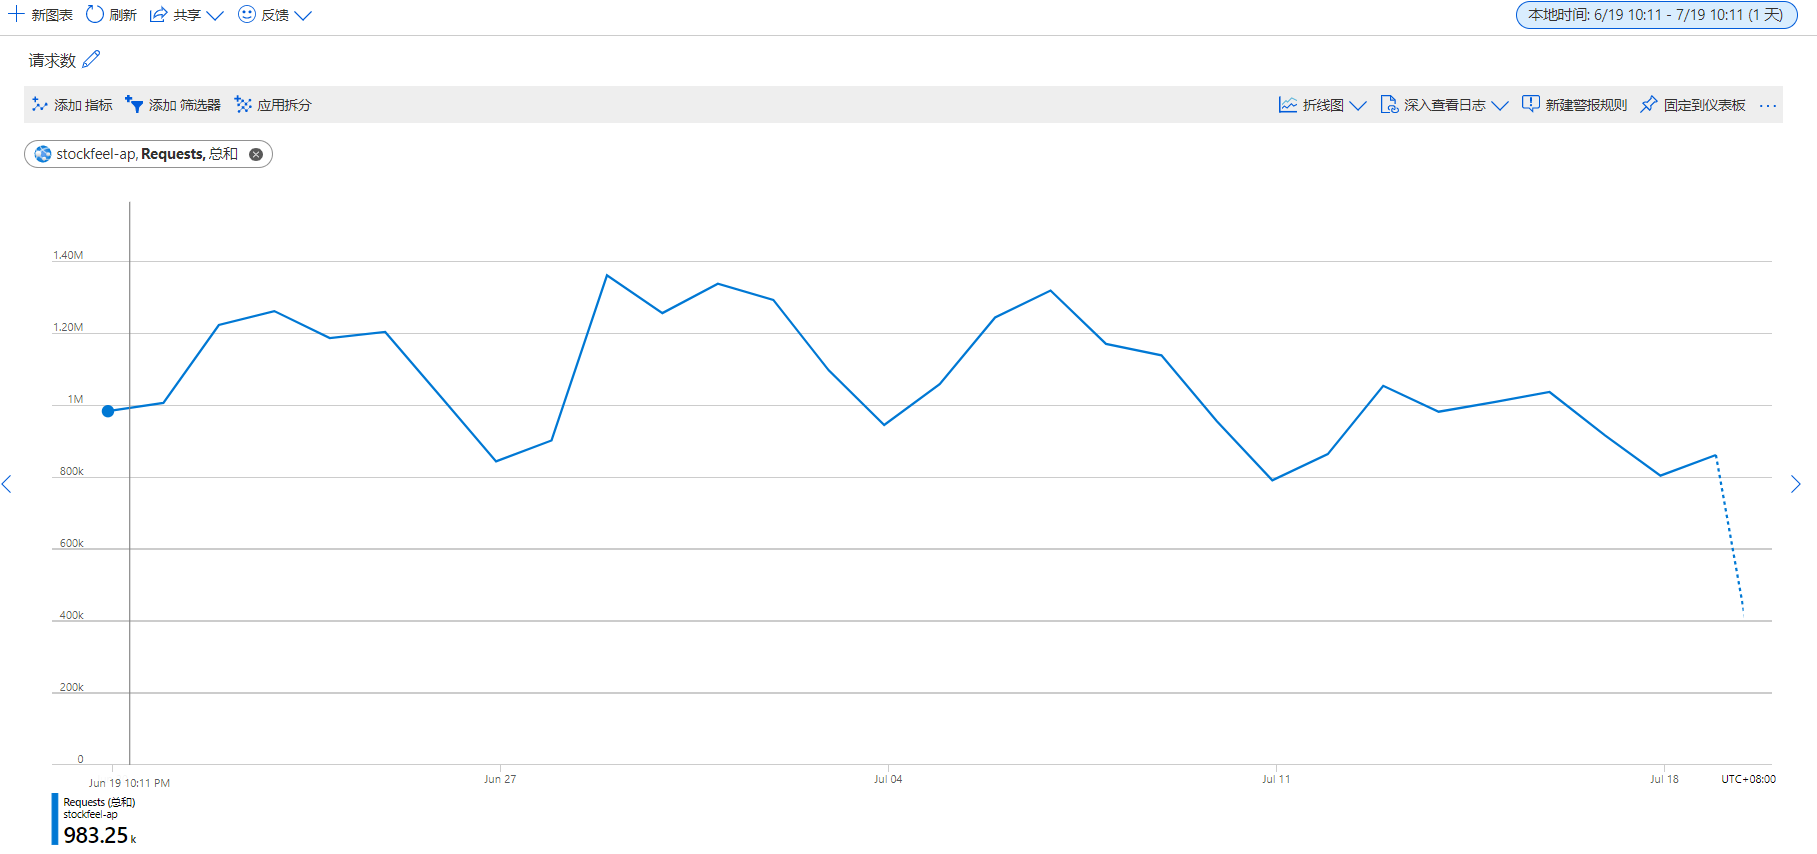 新图表 刷新 共享 反馈 本地时间: 6/19 10:11 - 7/19 10:11 (1 天)
请求数
添加 指标 添加 筛选器 应用拆分 折线图 深入查看日志 新建警报规则 固定到仪表板 ...
stockfeel-ap, Requests, 总和
1.40M
1.20M
1M
800k
600k
400k
200k
0
Jun 19 10:11 PM Jun 27 Jul 04 Jul 11 Jul 18 UTC+08:00
Requests (总和)
stockfeel-ap
983.25 k